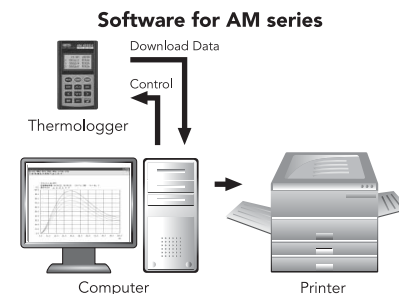 Software for AM series
Download Data
Control
Thermologger
Computer
Printer